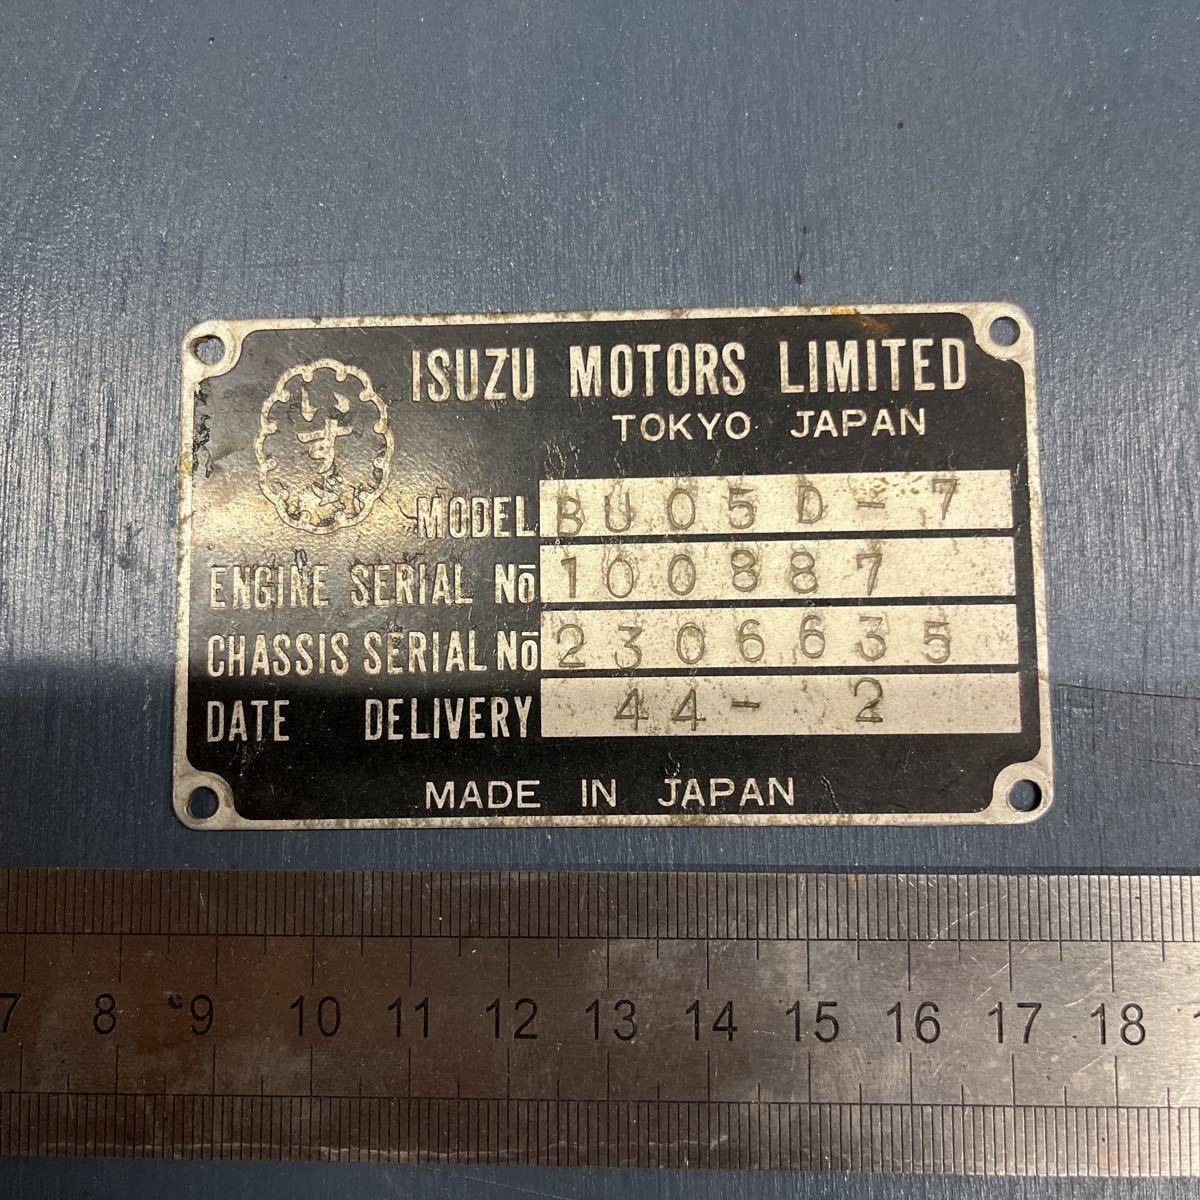 ISUZU MOTORS LIMITED
TOKYO JAPAN
いすゞ
MODEL BU05D-7
ENGINE SERIAL No 100887
CHASSIS SERIAL No 2306635
DATE DELIVERY 44-2
MADE IN JAPAN
7 8 9 10 11 12 13 14 15 16 17 18